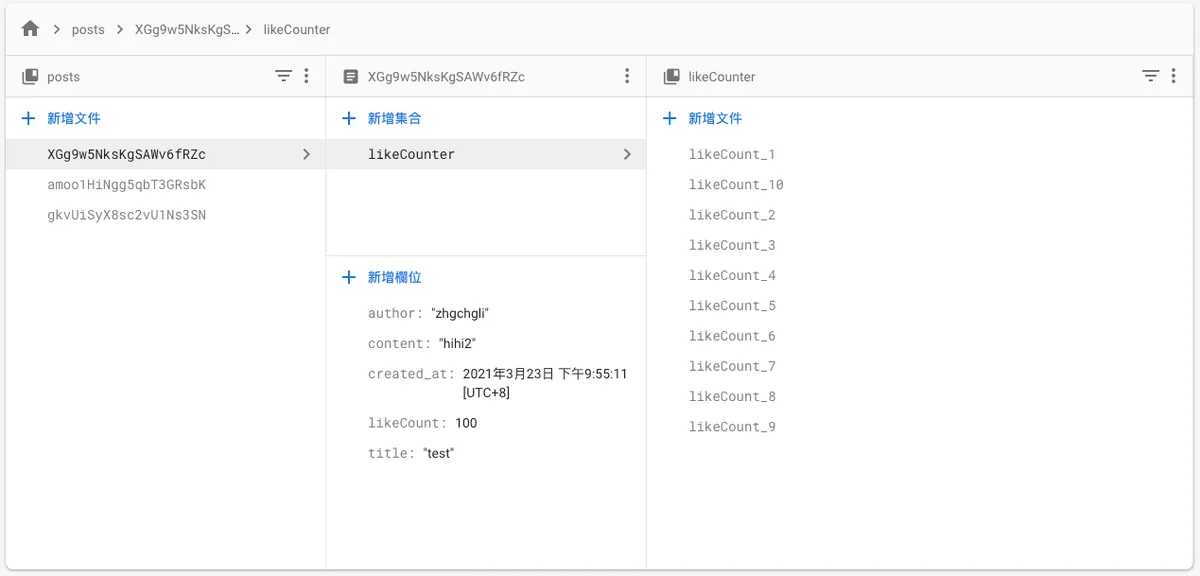 posts XGg9w5NksKgS... likeCounter
posts
新增文件
XGg9w5NksKgSAWv6fRZc
amoo1HiNgg5qbT3GRsbK
gkvUiSyX8sc2vU1Ns3SN
XGg9w5NksKgSAWv6fRZc
新增集合
likeCounter
新增欄位
author: "zhgchgli"
content: "hihi2"
created_at: 2021年3月23日 下午9:55:11
[UTC+8]
likeCount: 100
title: "test"
likeCounter
新增文件
likeCount_1
likeCount_10
likeCount_2
likeCount_3
likeCount_4
likeCount_5
likeCount_6
likeCount_7
likeCount_8
likeCount_9